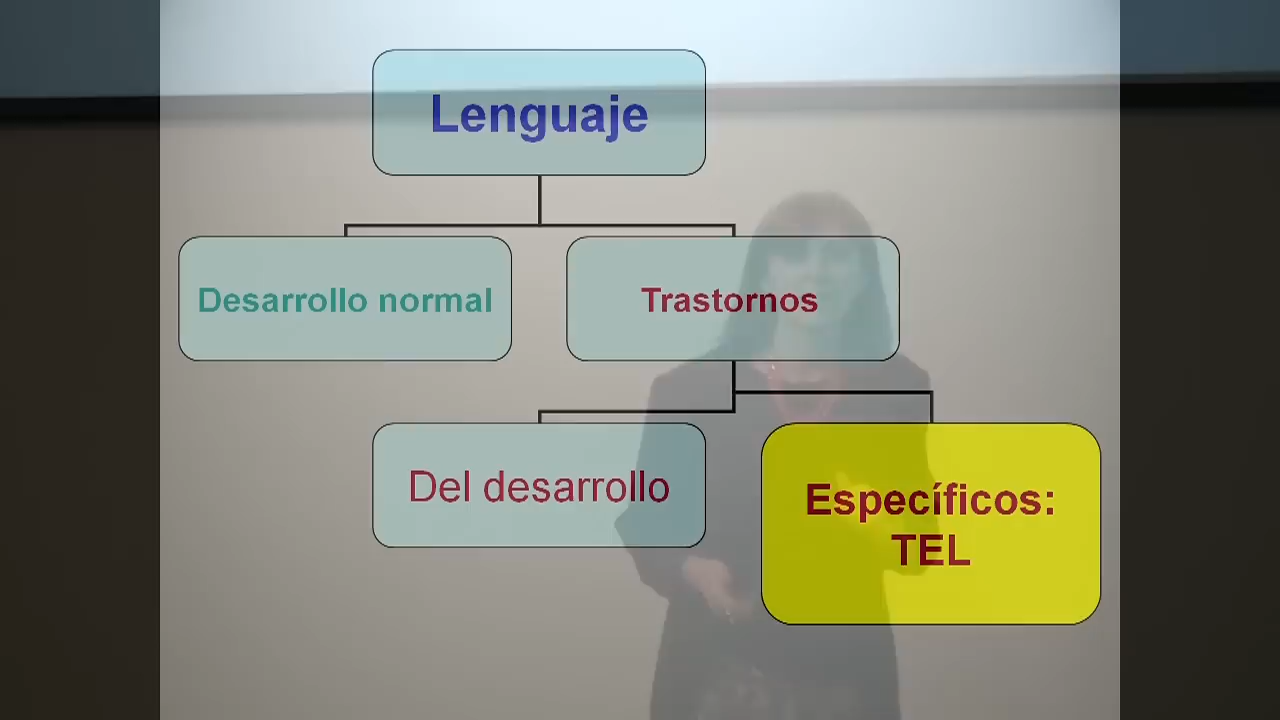 Lenguaje
Desarrollo normal
Trastornos
Del desarrollo
Específicos:
TEL